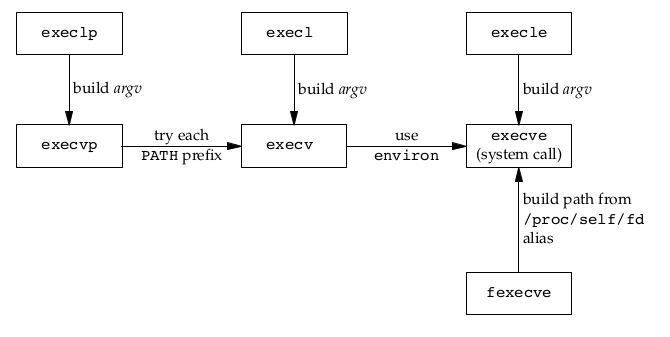 execlp
execl
execle
build argv
build argv
build argv
execvp
try each
PATH prefix
execv
use
environ
execve
(system call)
build path from
/proc/self/fd
alias
fexecve